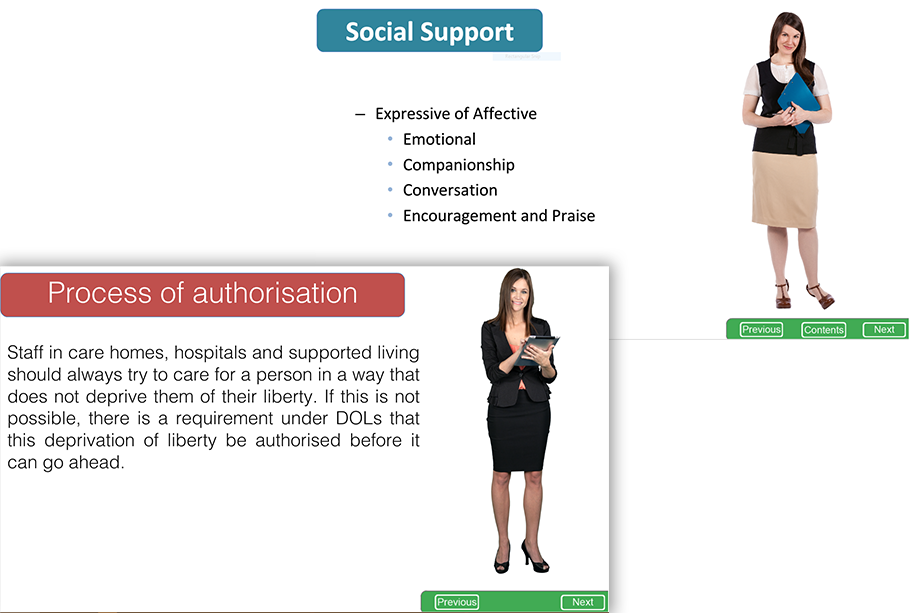 Social Support
– Expressive of Affective
• Emotional
• Companionship
• Conversation
• Encouragement and Praise
Previous
Contents
Next
Process of authorisation
Staff in care homes, hospitals and supported living
should always try to care for a person in a way that
does not deprive them of their liberty. If this is not
possible, there is a requirement under DOLs that
this deprivation of liberty be authorised before it
can go ahead.
Previous
Next